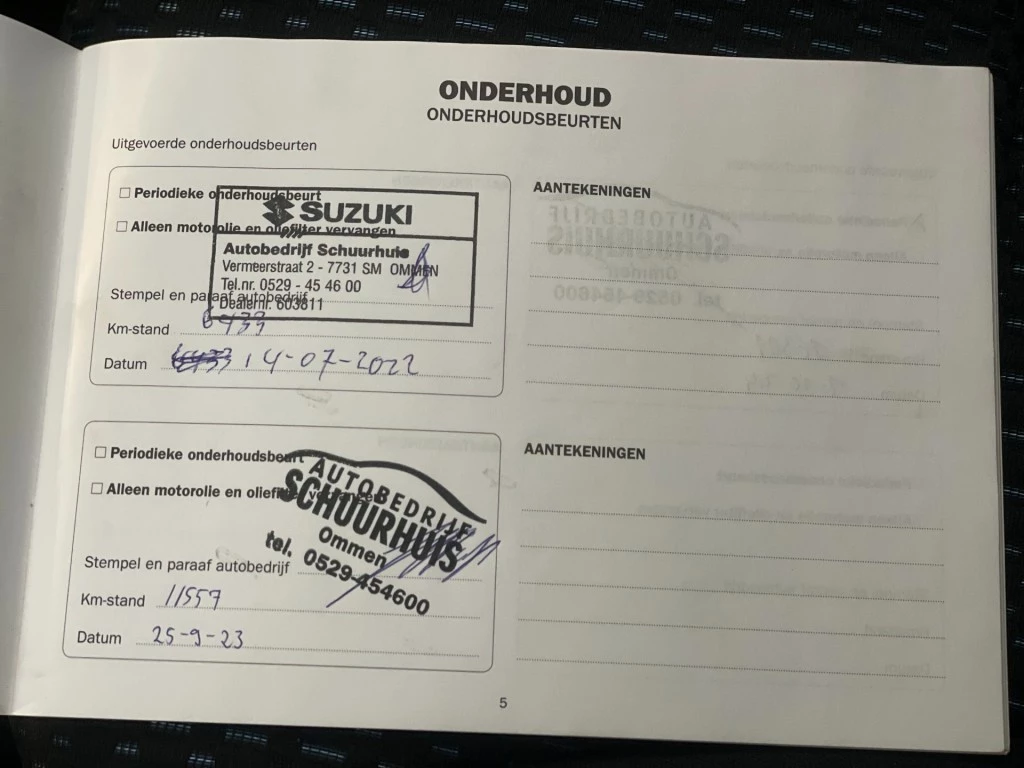 ONDERHOUD
ONDERHOUDSBEURTEN
Uitgevoerde onderhoudsbeurten
Periodieke onderhoudsbeurt
Alleen motorolie en oliefilter vervangen
SUZUKI
Autobedrijf Schuurhuis
Vermeerstraat 2 - 7731 SM OMMEN
Tel.nr. 0529 - 45 46 00
Dealernr. 603811
Stempel en paraaf autobedrijf
Km-stand 6433
Datum 14-07-2022
AANTEKENINGEN
Periodieke onderhoudsbeurt
Alleen motorolie en oliefilter vervangen
AUTOBEDRIJF
SCHUURHUIS
Ommen
tel. 0529-454600
Stempel en paraaf autobedrijf
Km-stand 11557
Datum 25-9-23
AANTEKENINGEN
5